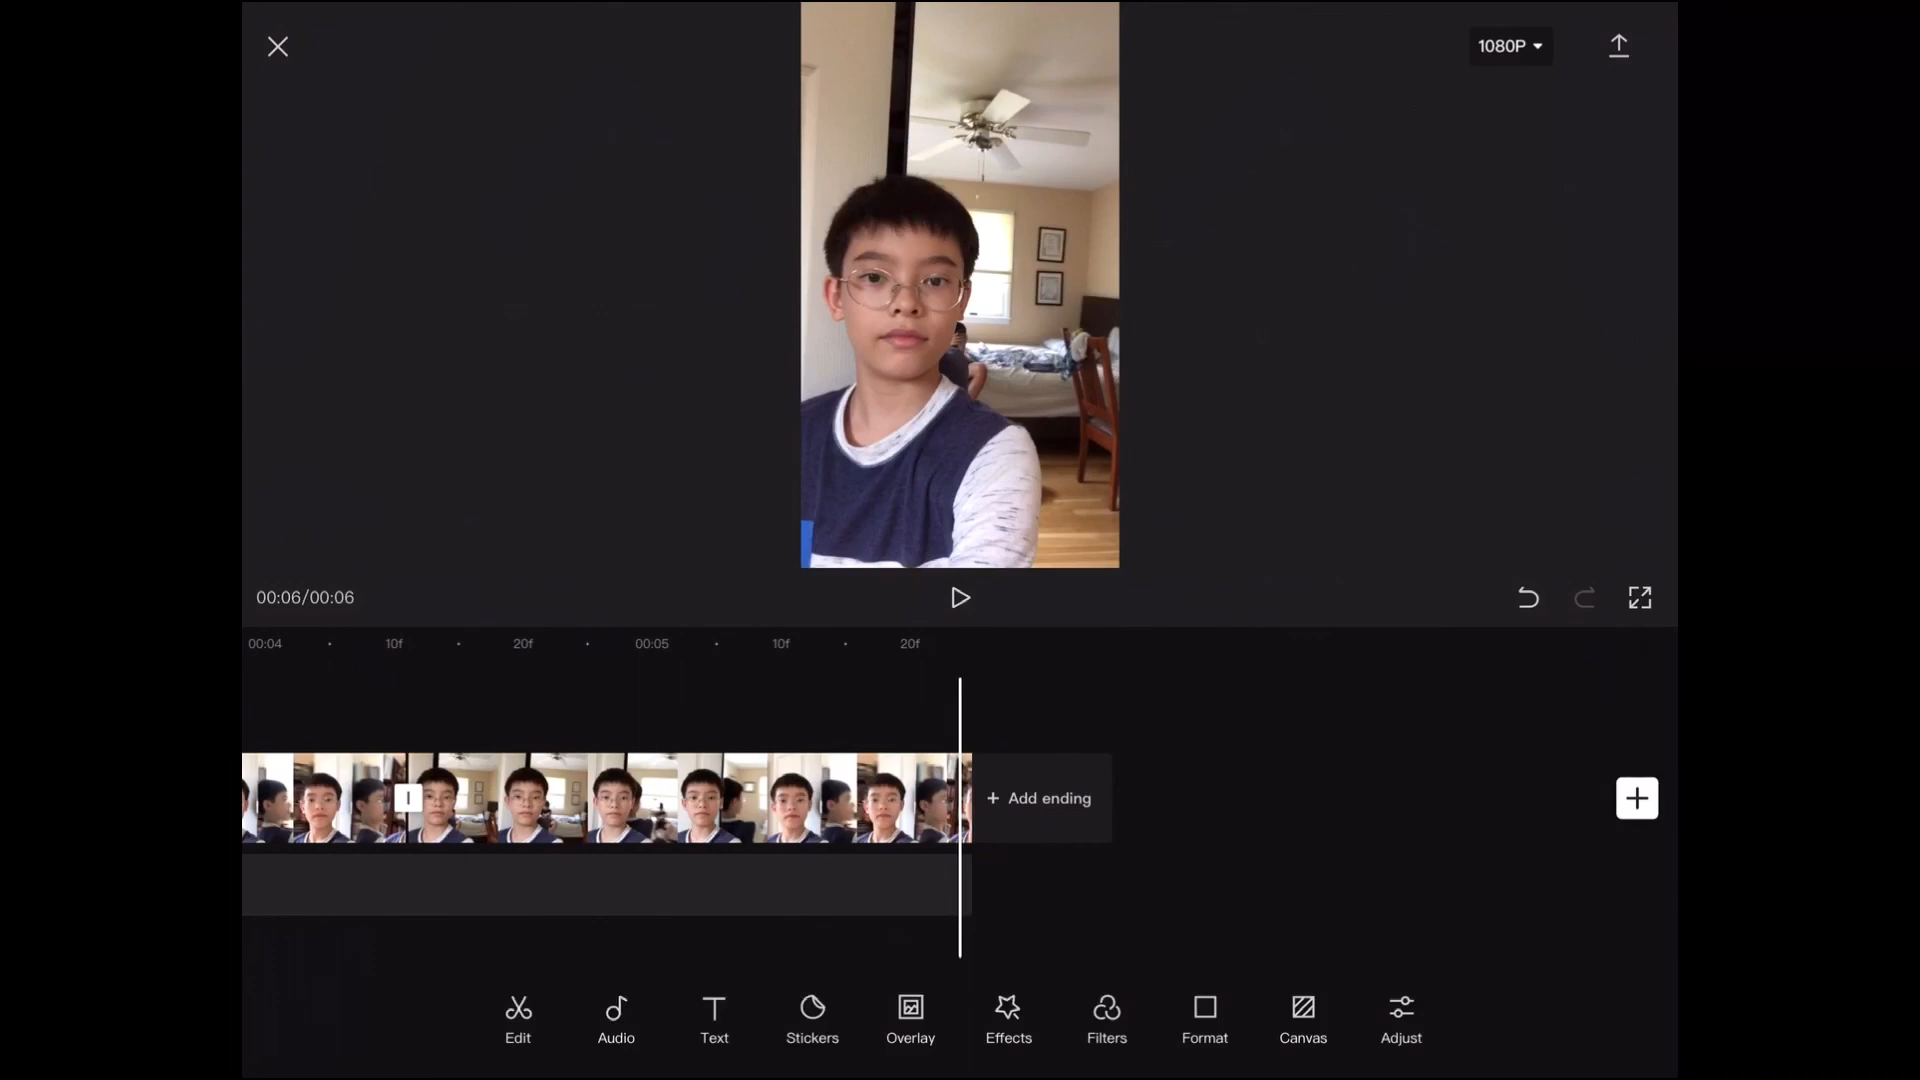 1080P
00:06/00:06
00:04 10f 20f 00:05 10f 20f
+ Add ending
Edit Audio Text Stickers Overlay Effects Filters Format Canvas Adjust